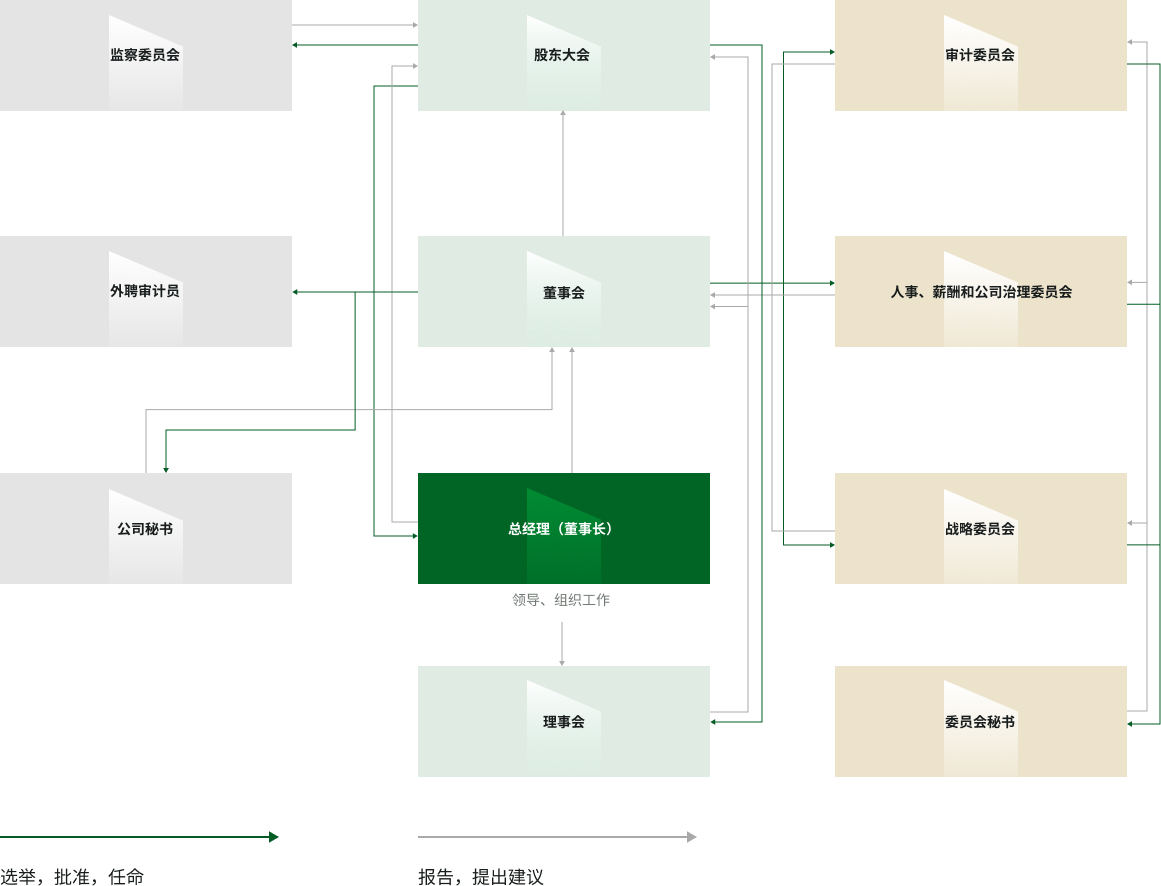 监察委员会
股东大会
审计委员会
外聘审计员
董事会
人事、薪酬和公司治理委员会
公司秘书
总经理（董事长）
战略委员会
领导、组织工作
理事会
委员会秘书
选举，批准，任命
报告，提出建议